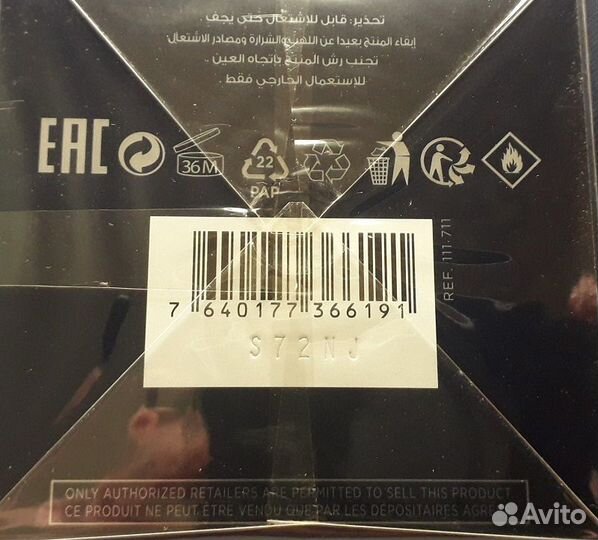 تحذير: قابل للاشتعال حتى يجف
إبقاء المنتج بعيدا عن اللهب والشرارة ومصادر الاشتعال.
تجنب رش المنتج باتجاه العين ..
للاستعمال الخارجي فقط.
EAC
36M
22
PAP
REF. 111.711
7 640177 366191
S72NJ
ONLY AUTHORIZED RETAILERS ARE PERMITTED TO SELL THIS PRODUCT
CE PRODUIT NE PEUT ÊTRE VENDU QUE PAR LES DÉPOSITAIRES
Avito